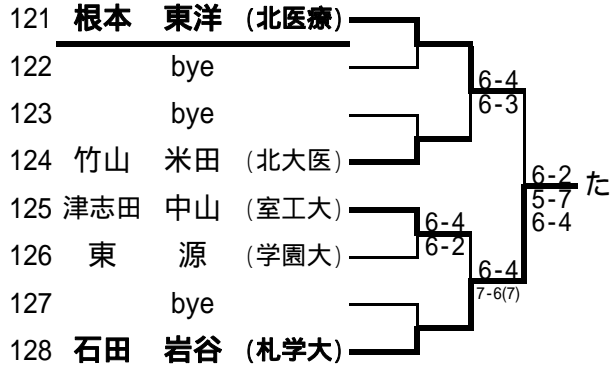 121 根本 東洋 (北医療)
122 bye
6-4
6-3
123 bye
124 竹山 米田 (北大医)
6-2
5-7
6-4
た
125 津志田 中山 (室工大)
6-4
6-2
126 東 源 (学園大)
6-4
7-6(7)
127 bye
128 石田 岩谷 (札学大)